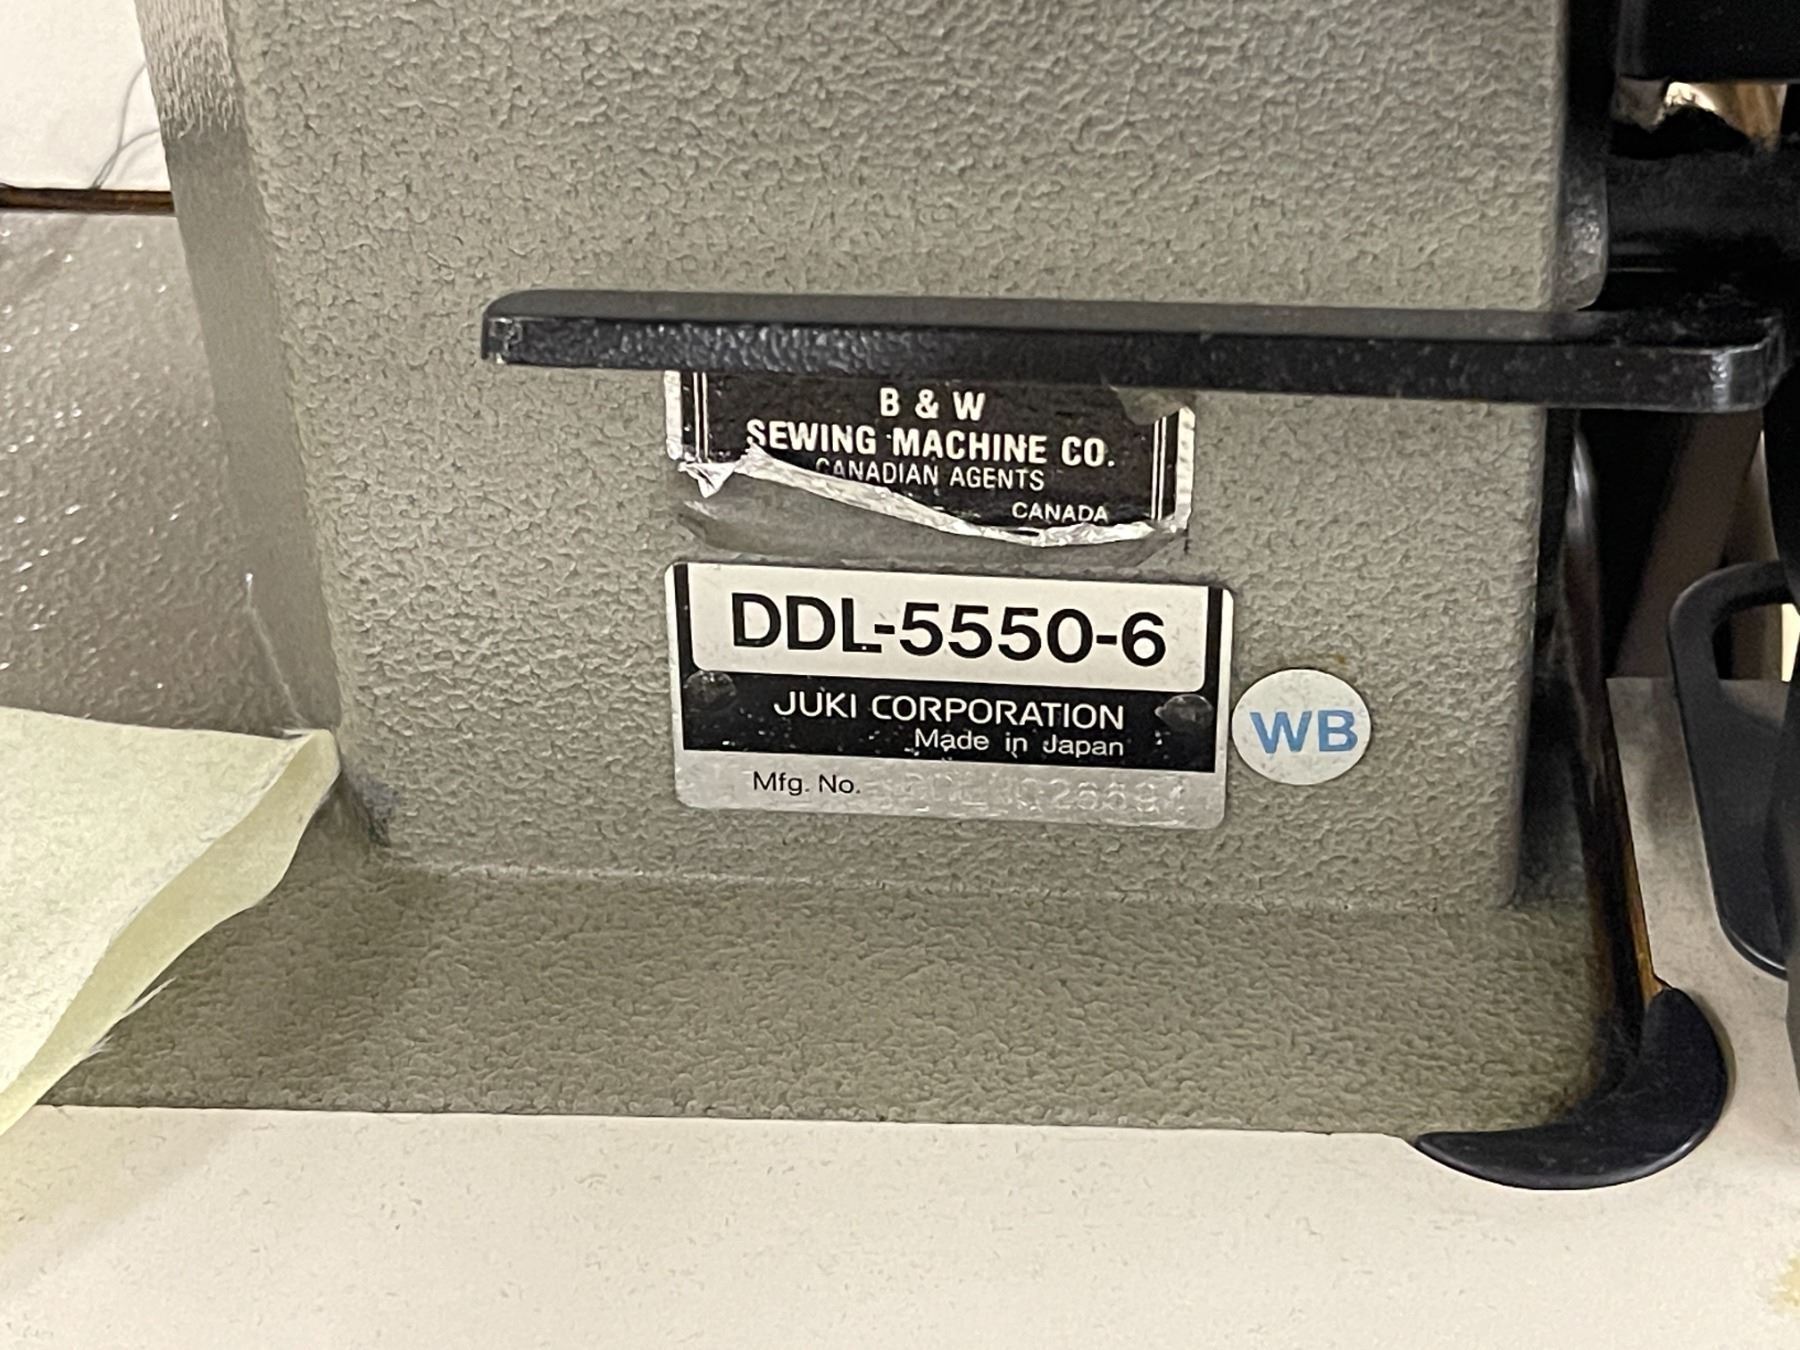 B & W
SEWING MACHINE CO.
CANADIAN AGENTS
CANADA
DDL-5550-6
JUKI CORPORATION
Made in Japan
WB
Mfg. No.